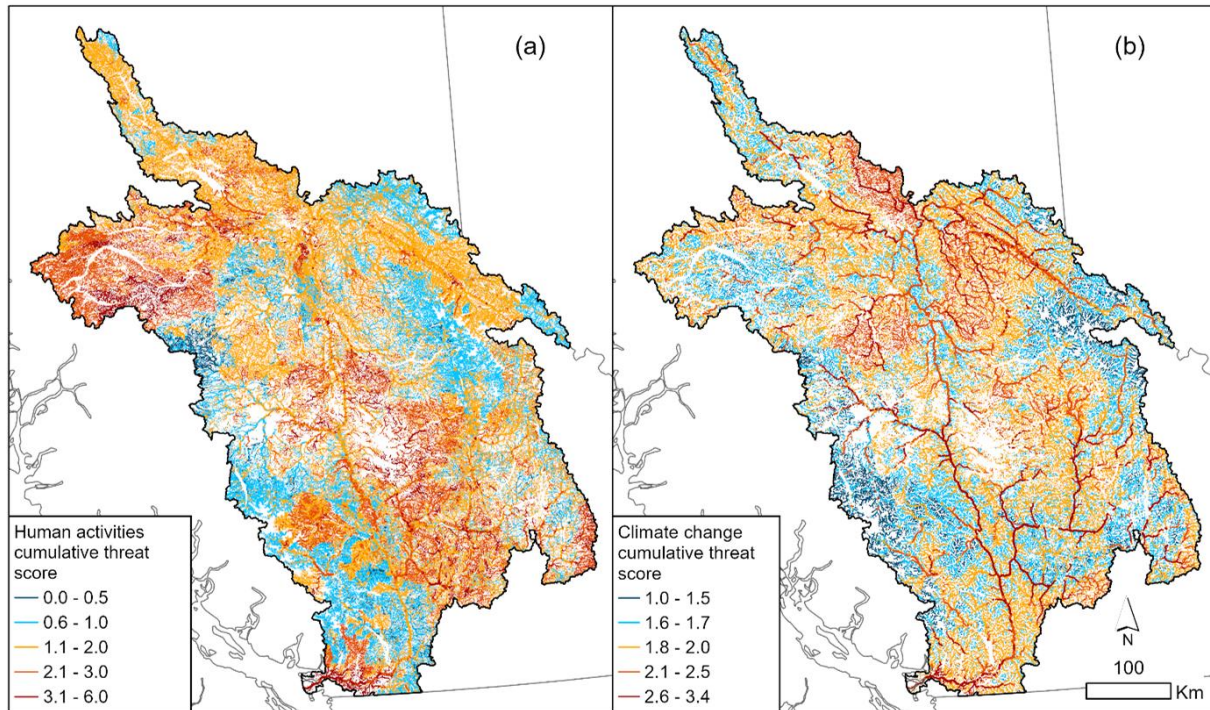 (a)
Human activities
cumulative threat
score
0.0 - 0.5
0.6 - 1.0
1.1 - 2.0
2.1 - 3.0
3.1 - 6.0
(b)
Climate change
cumulative threat
score
1.0 - 1.5
1.6 - 1.7
1.8 - 2.0
2.1 - 2.5
2.6 - 3.4
N
100
Km